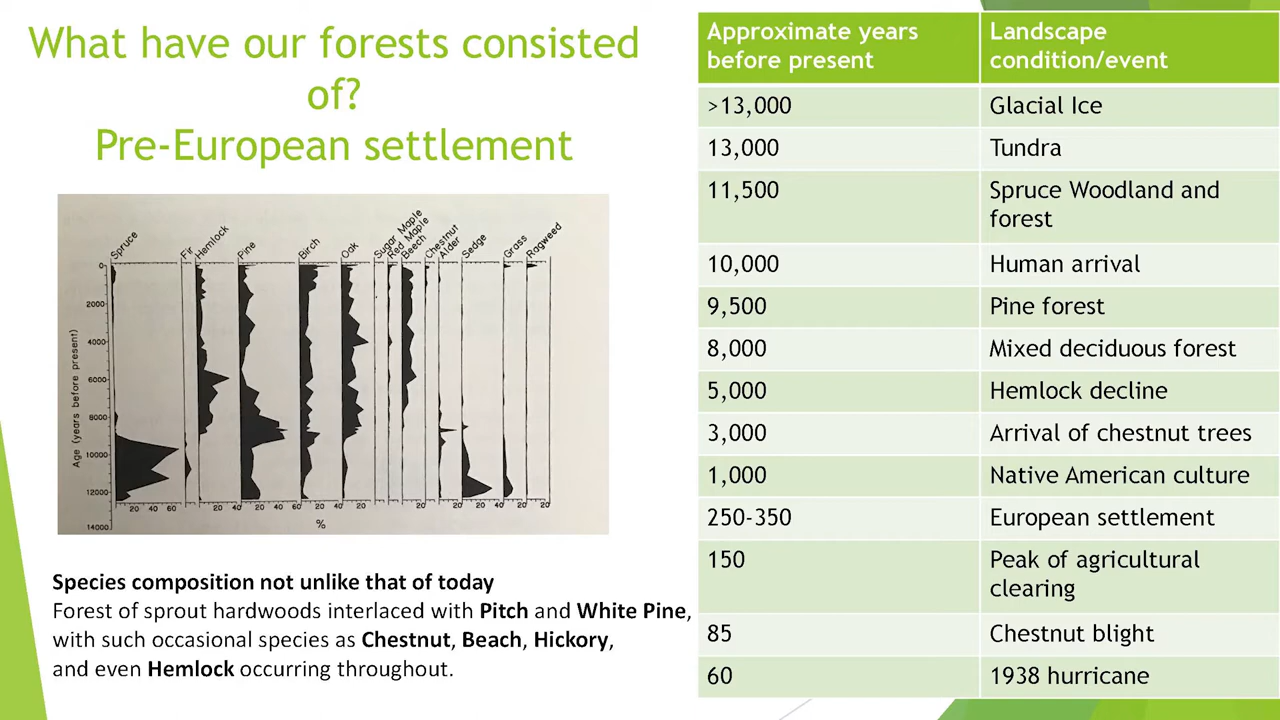 What have our forests consisted
of?
Pre-European settlement
Spruce
Fir
Hemlock
Pine
Birch
Oak
Sugar Maple
Red Maple
Beech
Chestnut
Alder
Sedge
Grass
Ragweed
Age (years before present)
0
2000
4000
6000
8000
10000
12000
14000
20 40 60 20 20 40 60 20 40 20 20 20 40 20 20
%
Species composition not unlike that of today
Forest of sprout hardwoods interlaced with Pitch and White Pine,
with such occasional species as Chestnut, Beach, Hickory,
and even Hemlock occurring throughout.
Approximate years
before present
Landscape
condition/event
>13,000 Glacial Ice
13,000 Tundra
11,500 Spruce Woodland and
forest
10,000 Human arrival
9,500 Pine forest
8,000 Mixed deciduous forest
5,000 Hemlock decline
3,000 Arrival of chestnut trees
1,000 Native American culture
250-350 European settlement
150 Peak of agricultural
clearing
85 Chestnut blight
60 1938 hurricane